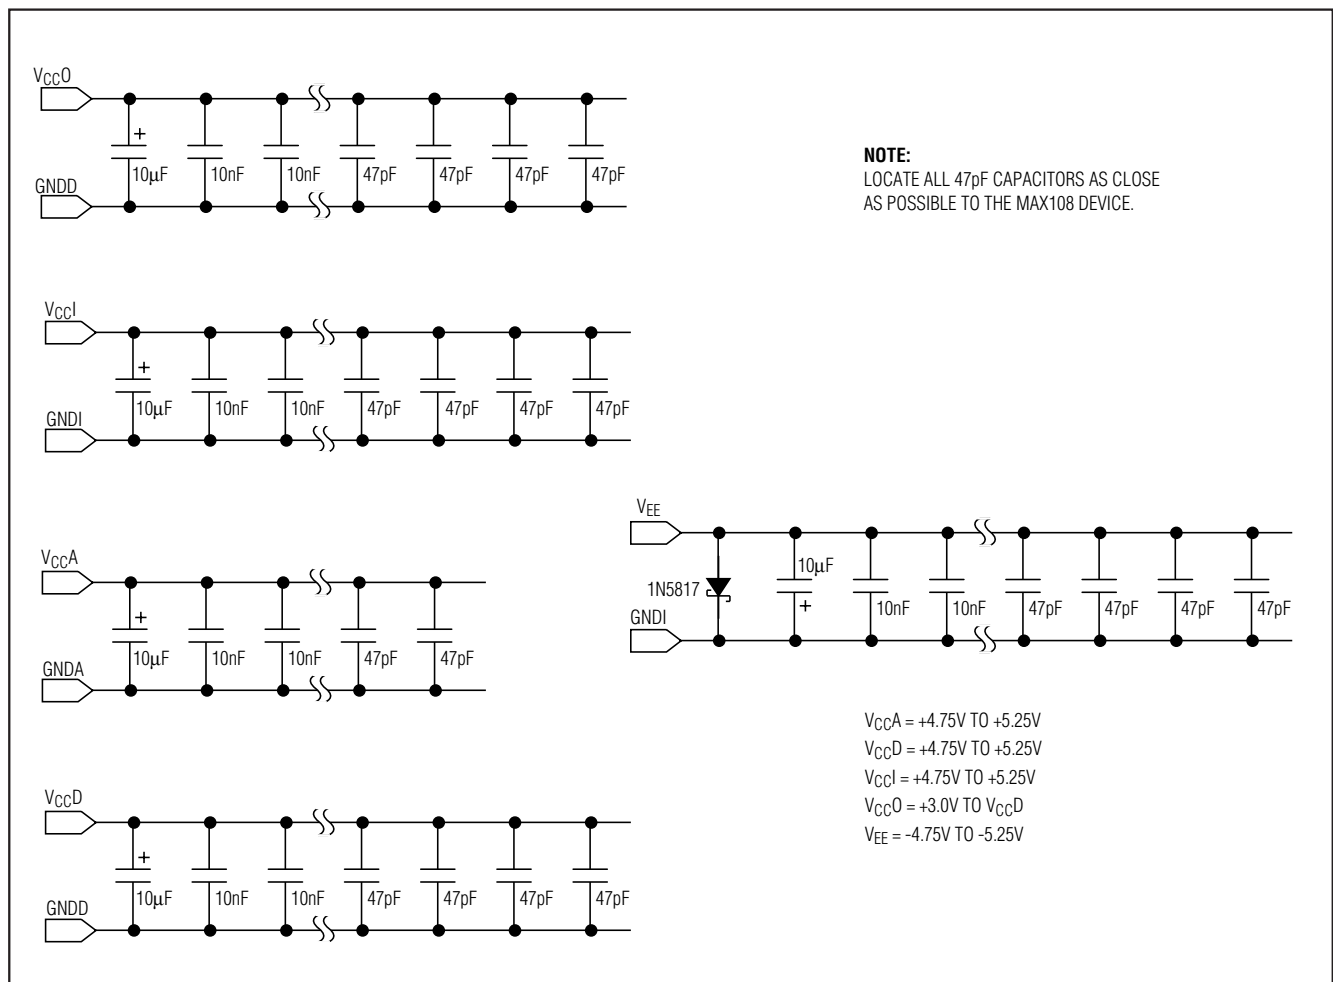 VCCO
+
10µF 10nF 10nF 47pF 47pF 47pF 47pF
GNDD
NOTE:
LOCATE ALL 47pF CAPACITORS AS CLOSE
AS POSSIBLE TO THE MAX108 DEVICE.
VCCI
+
10µF 10nF 10nF 47pF 47pF 47pF 47pF
GNDI
VCCA
+
10µF 10nF 10nF 47pF 47pF
GNDA
VEE
10µF
1N5817
+
10nF 10nF 47pF 47pF 47pF 47pF
GNDI
VCCD
+
10µF 10nF 10nF 47pF 47pF 47pF 47pF
GNDD
VCCA = +4.75V TO +5.25V
VCCD = +4.75V TO +5.25V
VCCI = +4.75V TO +5.25V
VCCO = +3.0V TO VCCD
VEE = -4.75V TO -5.25V